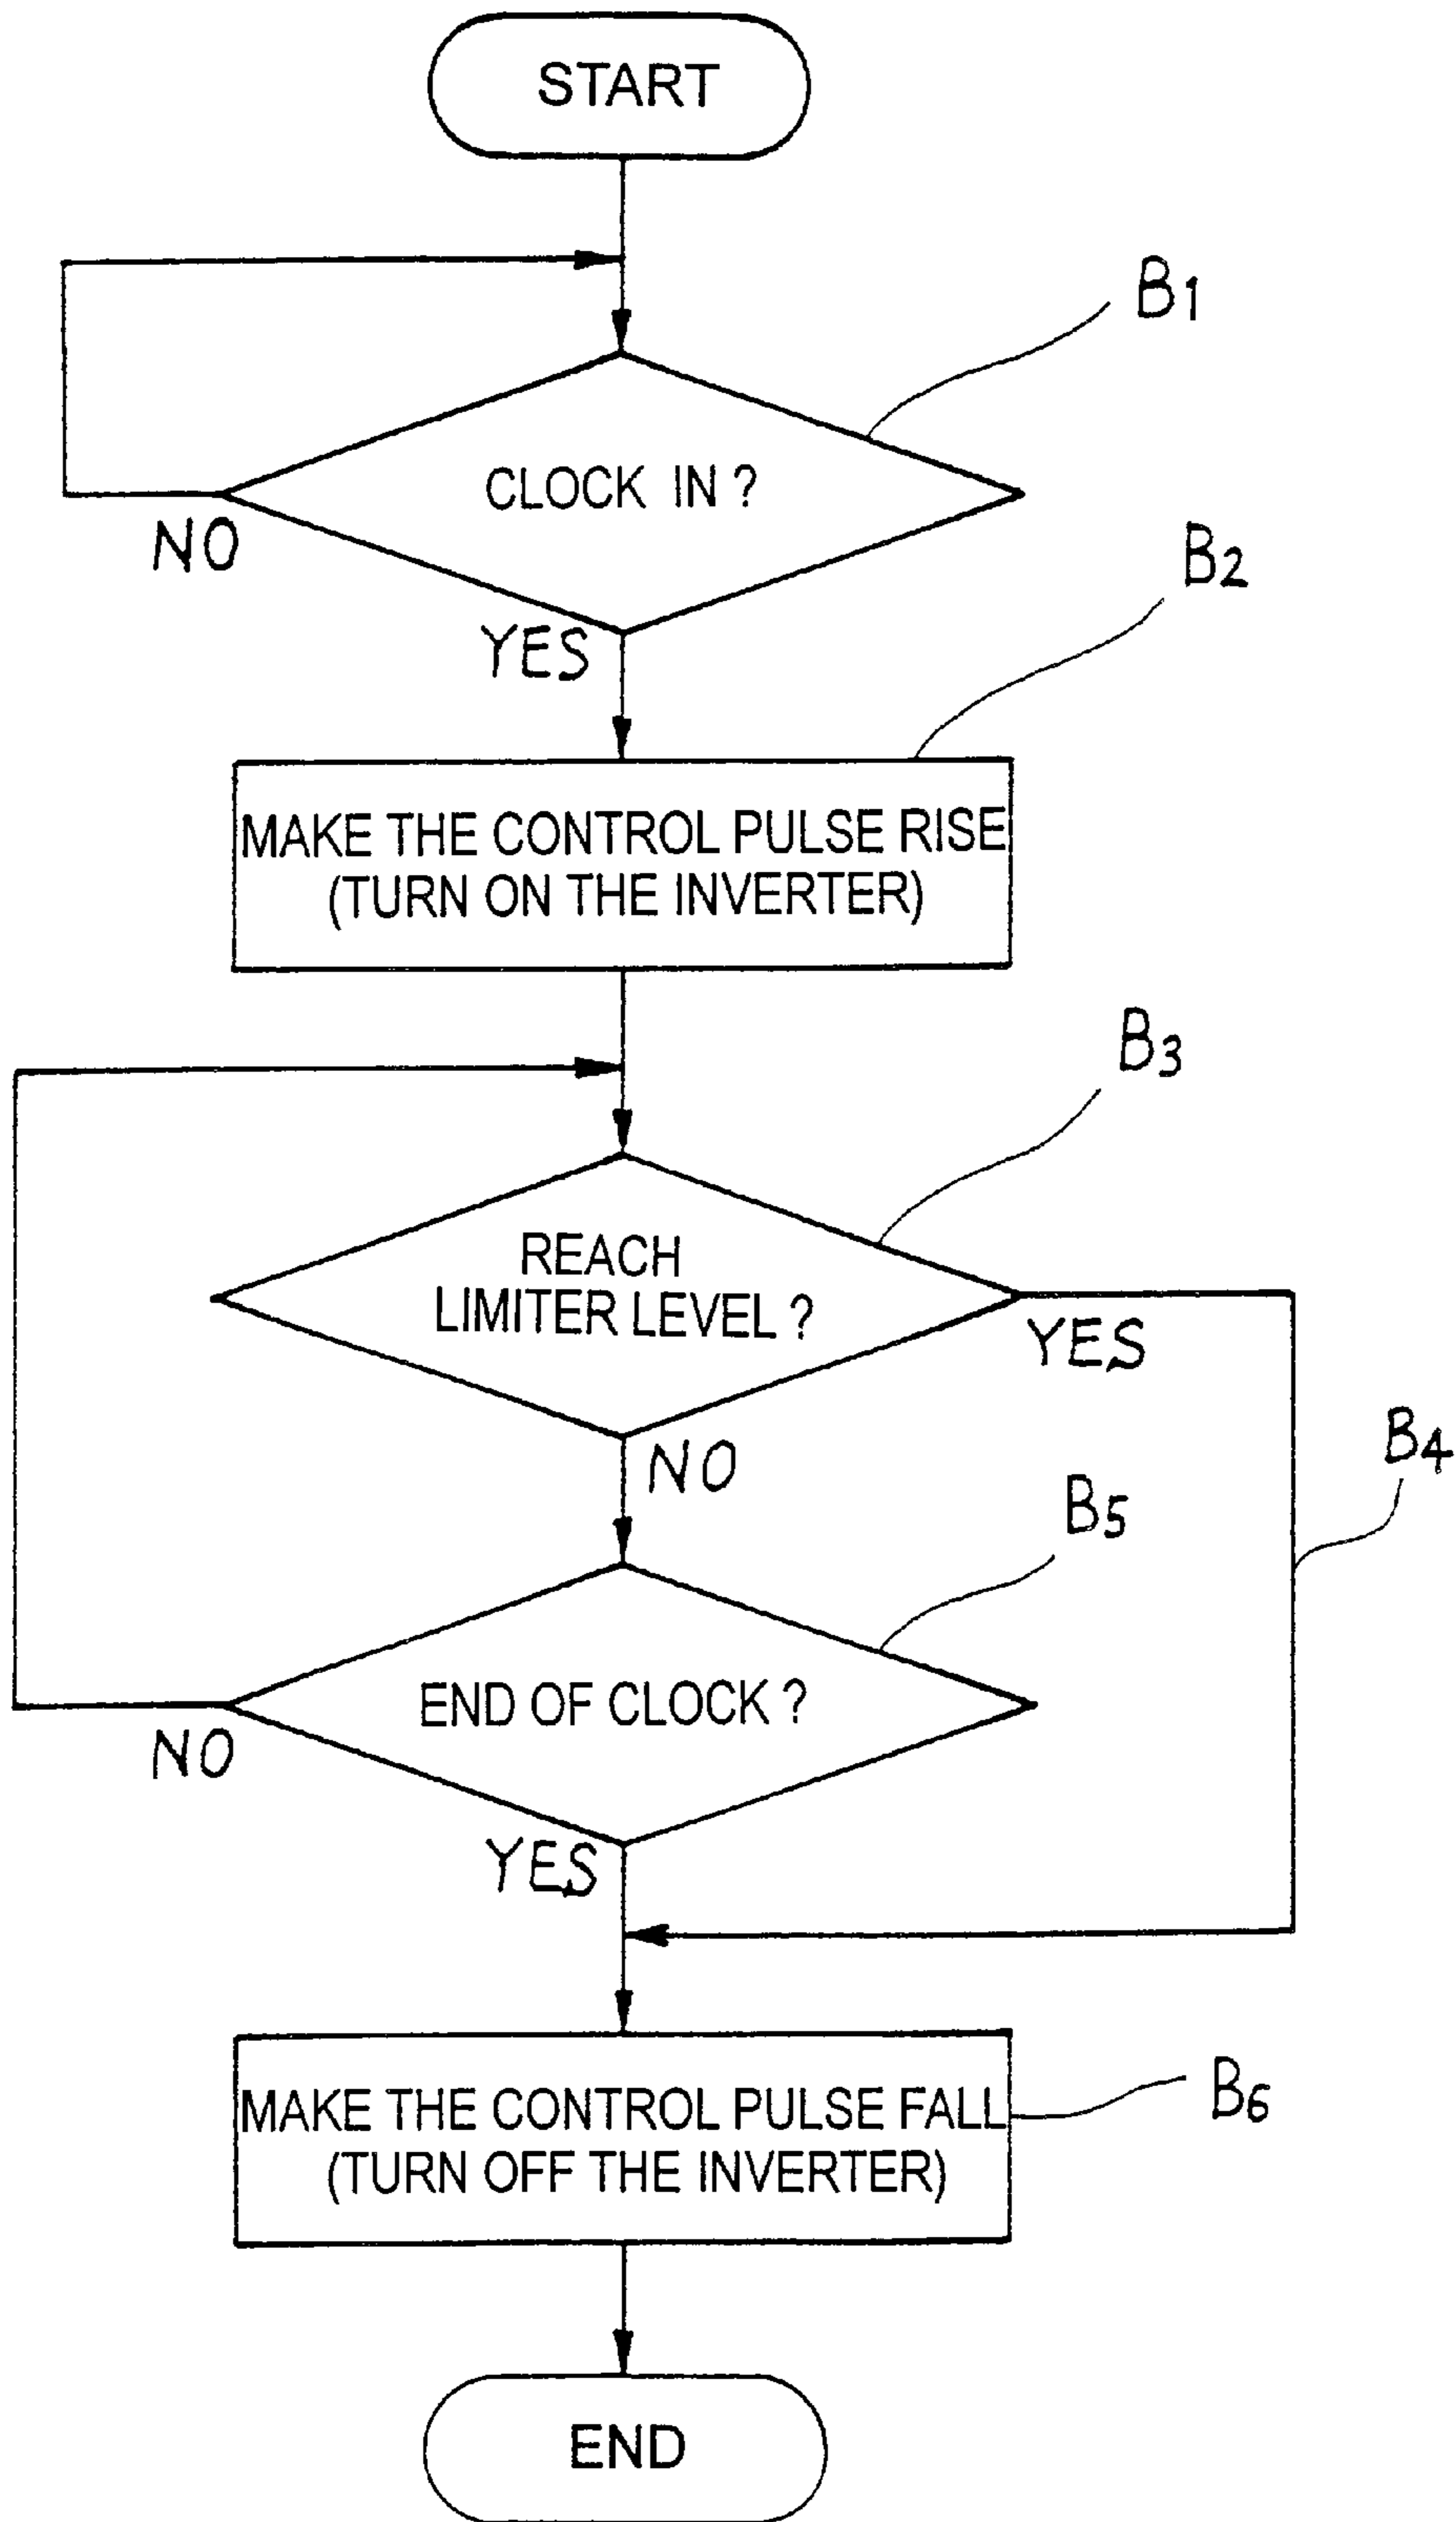 START
B1
CLOCK IN ?
NO
B2
YES
MAKE THE CONTROL PULSE RISE
(TURN ON THE INVERTER)
B3
REACH
LIMITER LEVEL ?
YES
B4
NO
B5
END OF CLOCK ?
NO
YES
MAKE THE CONTROL PULSE FALL
(TURN OFF THE INVERTER)
B6
END